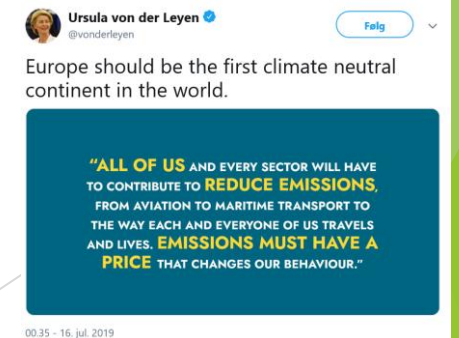 Ursula von der Leyen
@vonderleyen
Følg
Europe should be the first climate neutral
continent in the world.
“ALL OF US AND EVERY SECTOR WILL HAVE
TO CONTRIBUTE TO REDUCE EMISSIONS,
FROM AVIATION TO MARITIME TRANSPORT TO
THE WAY EACH AND EVERYONE OF US TRAVELS
AND LIVES. EMISSIONS MUST HAVE A
PRICE THAT CHANGES OUR BEHAVIOUR.”
00.35 - 16. jul. 2019